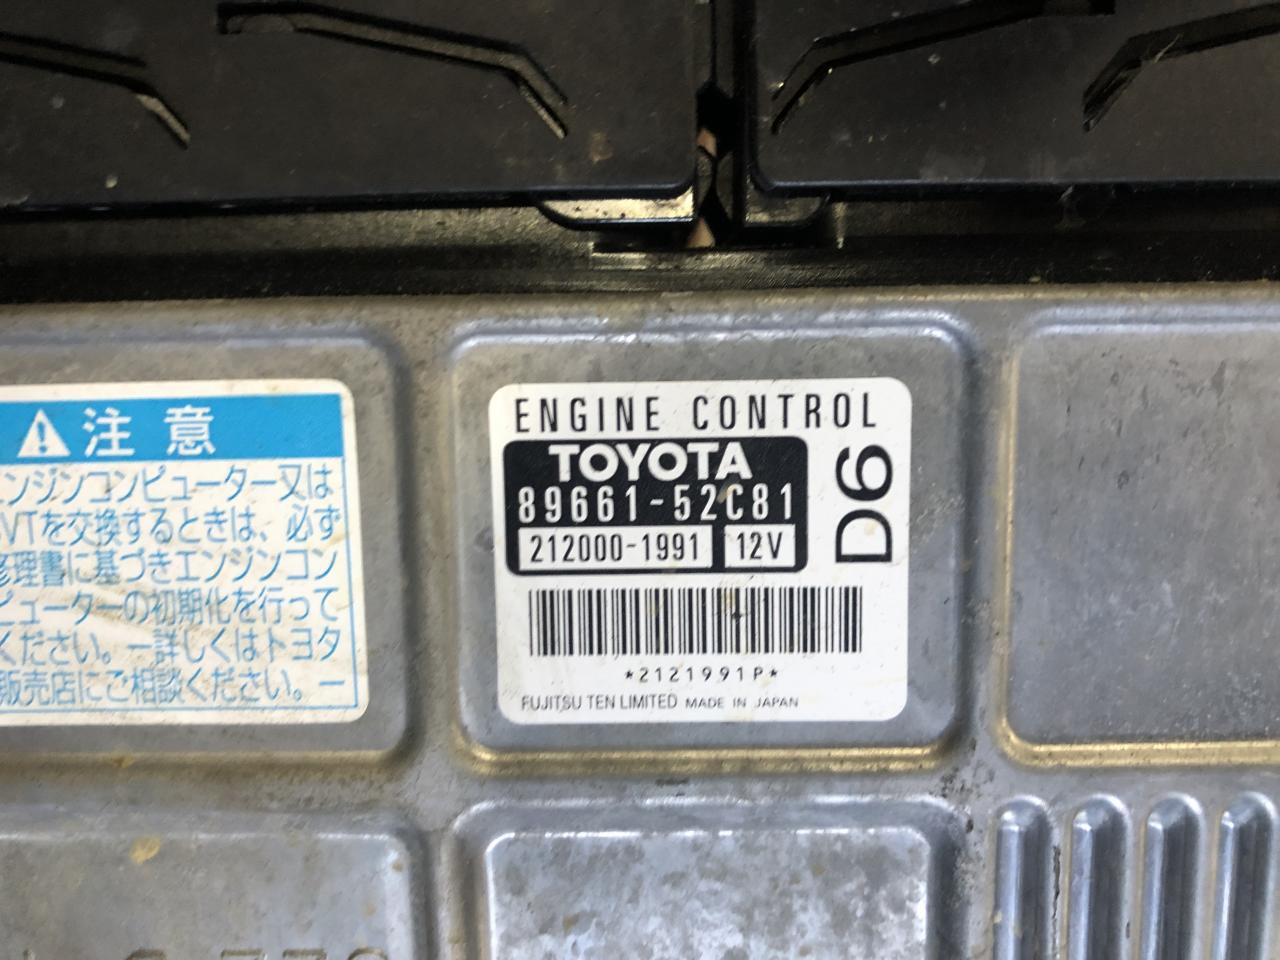 注意
エンジンコンピューター又は
CVTを交換するときは、必ず
修理書に基づきエンジンコン
ピューターの初期化を行って
ください。ー詳しくはトヨタ
販売店にご相談ください。ー
ENGINE CONTROL
TOYOTA
89661-52C81
212000-1991 12V
D6
*2121991P*
FUJITSU TEN LIMITED MADE IN JAPAN